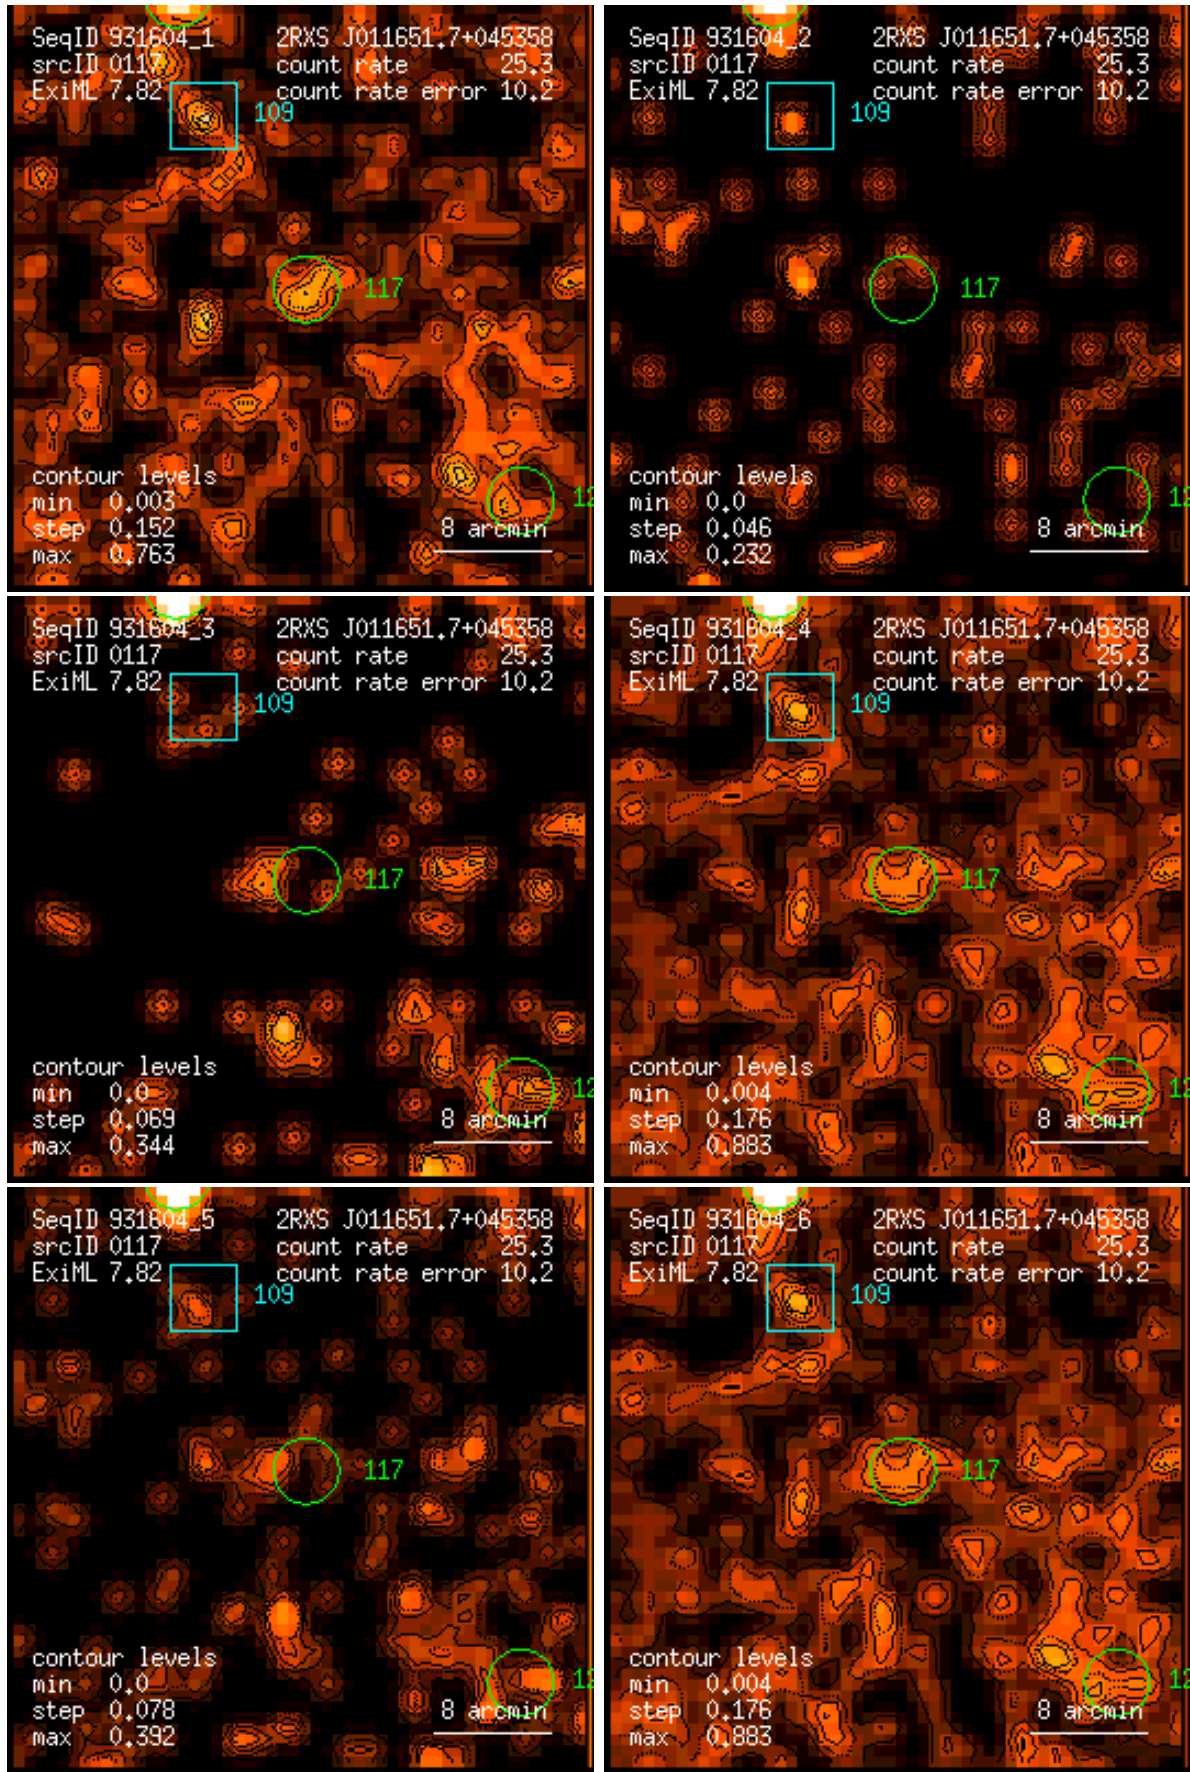 SeqID 931604_1 2RXS J011651.7+045358
srcID 0117 count rate 25.3
ExiML 7.82 count rate error 10.2
109
117
contour levels
min 0.003
step 0.152
max 0.763
12
8 arcmin
SeqID 931604_2 2RXS J011651.7+045358
srcID 0117 count rate 25.3
ExiML 7.82 count rate error 10.2
109
117
contour levels
min 0.0
step 0.046
max 0.232
12
8 arcmin
SeqID 931604_3 2RXS J011651.7+045358
srcID 0117 count rate 25.3
ExiML 7.82 count rate error 10.2
109
117
contour levels
min 0.0
step 0.069
max 0.344
12
8 arcmin
SeqID 931604_4 2RXS J011651.7+045358
srcID 0117 count rate 25.3
ExiML 7.82 count rate error 10.2
109
117
contour levels
min 0.004
step 0.176
max 0.883
12
8 arcmin
SeqID 931604_5 2RXS J011651.7+045358
srcID 0117 count rate 25.3
ExiML 7.82 count rate error 10.2
109
117
contour levels
min 0.0
step 0.078
max 0.392
12
8 arcmin
SeqID 931604_6 2RXS J011651.7+045358
srcID 0117 count rate 25.3
ExiML 7.82 count rate error 10.2
109
117
contour levels
min 0.004
step 0.176
max 0.883
12
8 arcmin